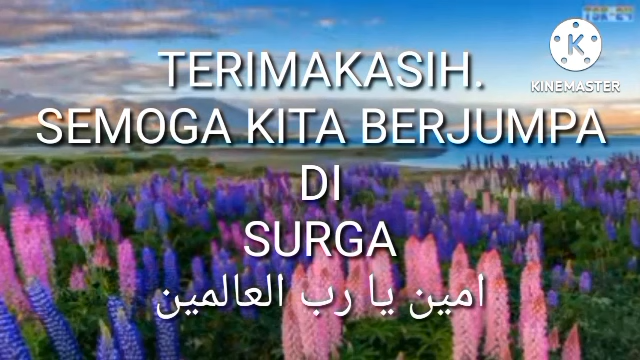 TERIMAKASIH.
SEMOGA KITA BERJUMPA
DI
SURGA
امين يا رب العالمين
KINEMASTER